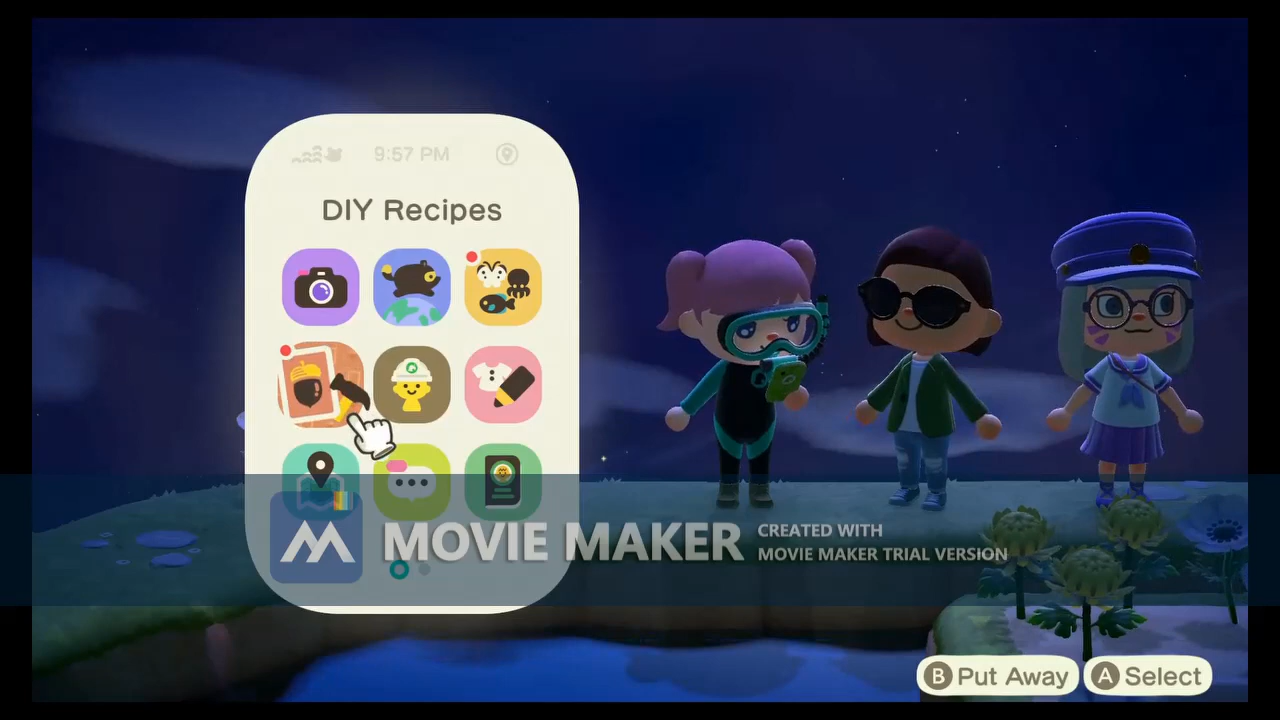 9:57 PM
DIY Recipes
MOVIE MAKER
CREATED WITH
MOVIE MAKER TRIAL VERSION
B Put Away
A Select